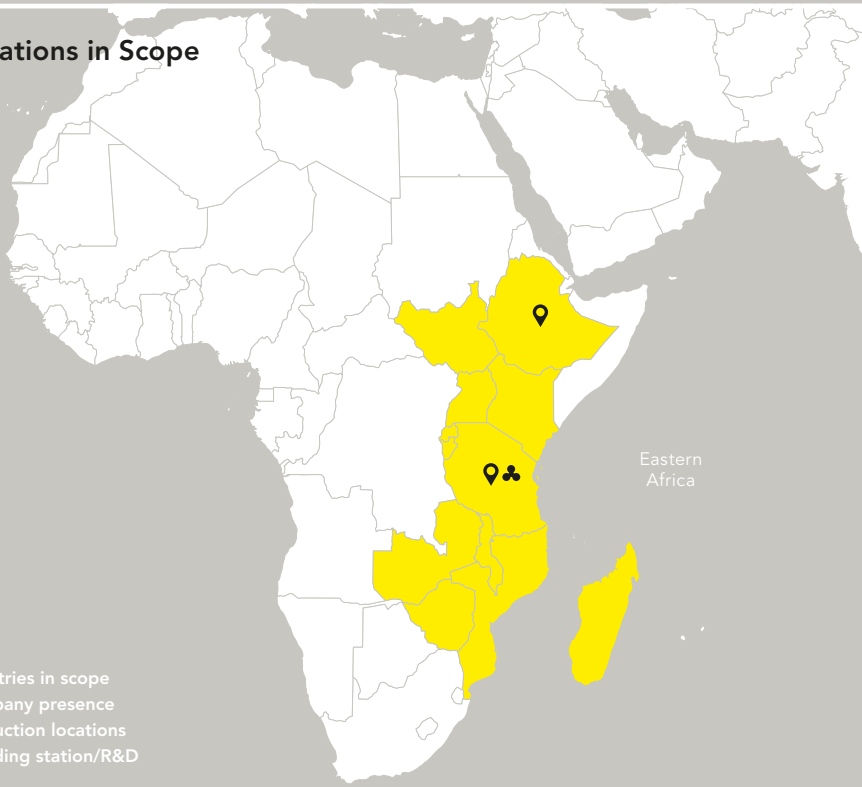 ations in Scope
Eastern
Africa
tries in scope
pany presence
uction locations
ding station/R&D